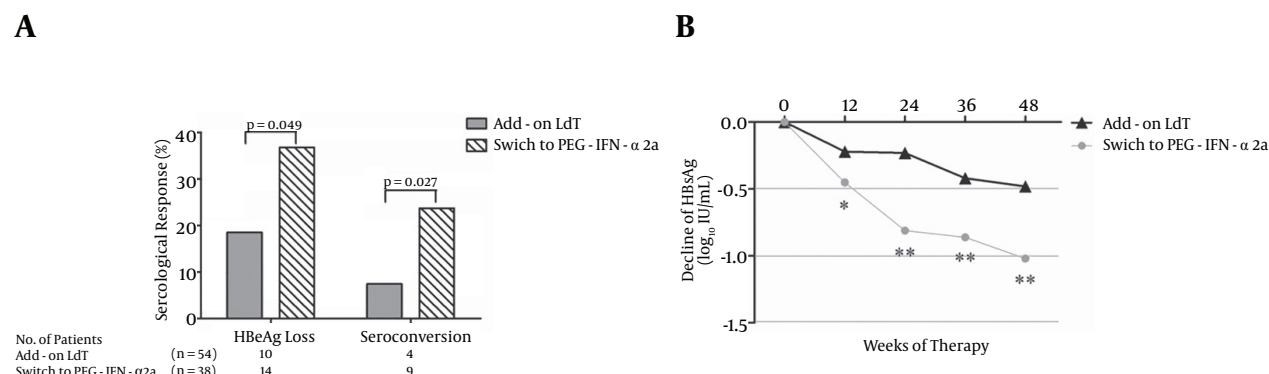 A
Sercological Response (%)
40
30
20
10
0
p = 0.049
p = 0.027
Add - on LdT
Swich to PEG - IFN - α 2a
HBeAg Loss Seroconversion
No. of Patients
Add - on LdT (n = 54) 10 4
Switch to PEG - IFN - α2a (n = 38) 14 9
B
0 12 24 36 48
0.0
-0.5
-1.0
-1.5
Decline of HBsAg
(log₁₀ IU/mL)
*
**
**
**
Add - on LdT
Swich to PEG - IFN - α 2a
Weeks of Therapy